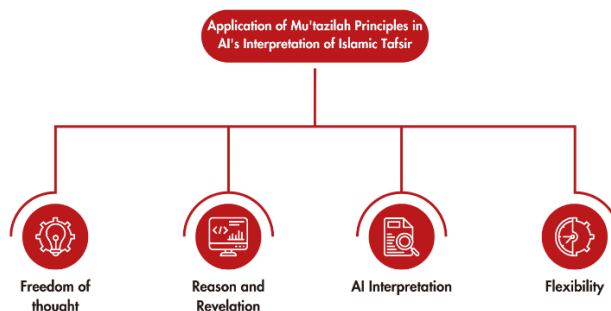 Application of Mu'tazilah Principles in
AI's Interpretation of Islamic Tafsir
Freedom of
thought
Reason and
Revelation
AI Interpretation
Flexibility